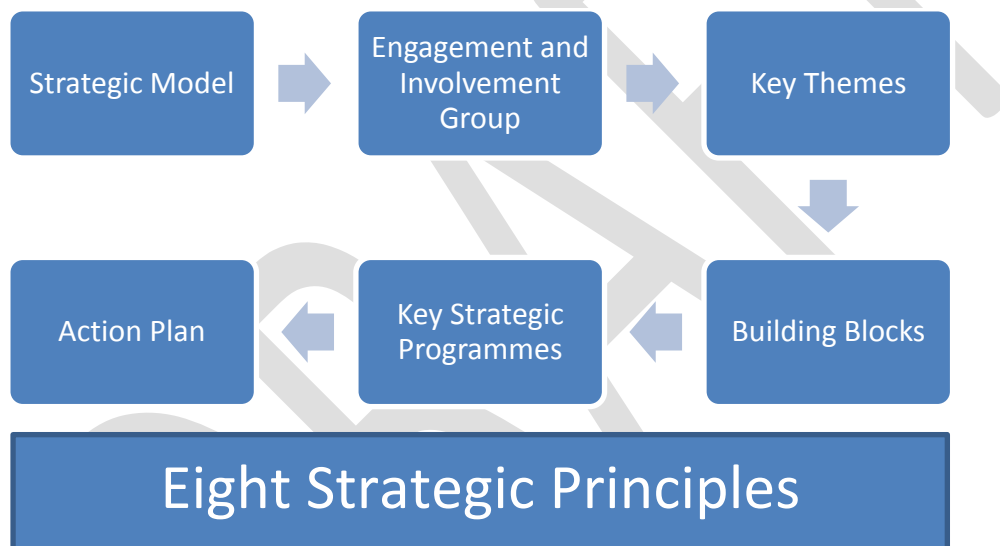 Strategic Model
Engagement and
Involvement
Group
Key Themes
Action Plan
Key Strategic
Programmes
Building Blocks
Eight Strategic Principles